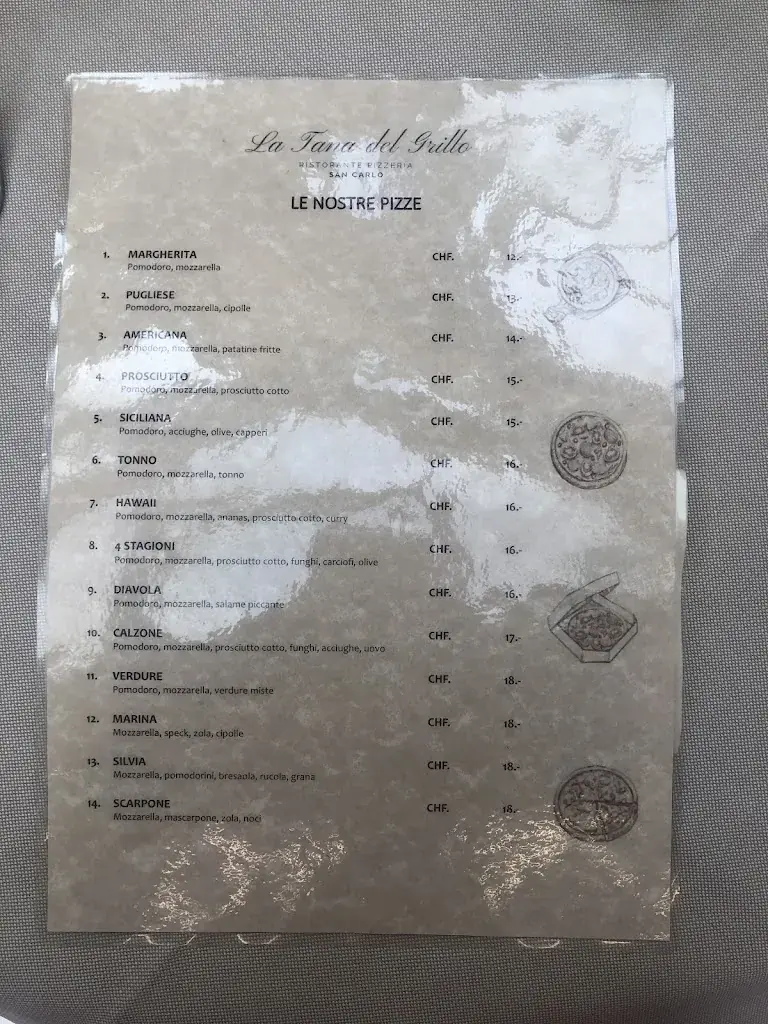 La Tana del Grillo
RISTORANTE PIZZERIA
SAN CARLO
LE NOSTRE PIZZE
1. MARGHERITA CHF. 12.-
Pomodoro, mozzarella
2. PUGLIESE CHF. 13.-
Pomodoro, mozzarella, cipolle
3. AMERICANA CHF. 14.-
Pomodoro, mozzarella, patatine fritte
4. PROSCIUTTO CHF. 15.-
Pomodoro, mozzarella, prosciutto cotto
5. SICILIANA CHF. 15.-
Pomodoro, acciughe, olive, capperi
6. TONNO CHF. 16.-
Pomodoro, mozzarella, tonno
7. HAWAII CHF. 16.-
Pomodoro, mozzarella, ananas, prosciutto cotto, curry
8. 4 STAGIONI CHF. 16.-
Pomodoro, mozzarella, prosciutto cotto, funghi, carciofi, olive
9. DIAVOLA CHF. 16.-
Pomodoro, mozzarella, salame piccante
10. CALZONE CHF. 17.-
Pomodoro, mozzarella, prosciutto cotto, funghi, acciughe, uovo
11. VERDURE CHF. 18.-
Pomodoro, mozzarella, verdure miste
12. MARINA CHF. 18.-
Mozzarella, speck, zola, cipolle
13. SILVIA CHF. 18.-
Mozzarella, pomodorini, bresaola, rucola, grana
14. SCARPONE CHF. 18.-
Mozzarella, mascarpone, zola, noci